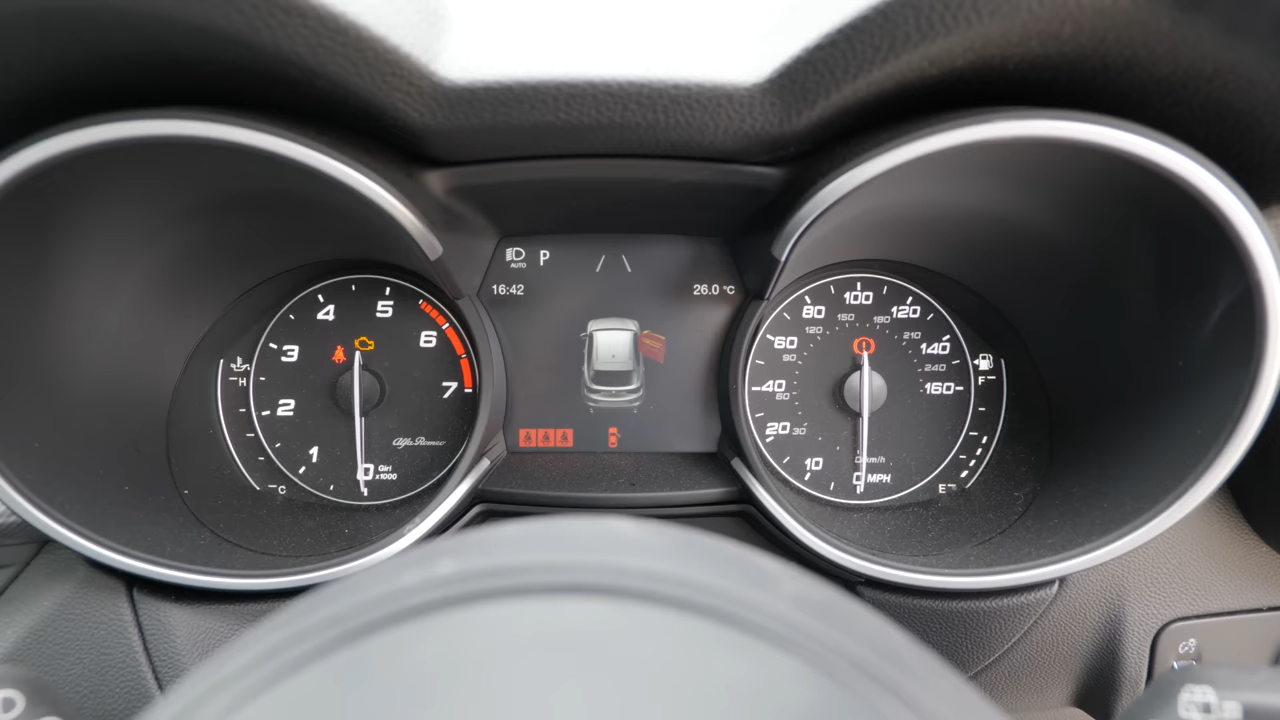 AUTO P
16:42
26.0 °C
1
2
3
4
5
6
7
H
C
Alfa Romeo
0 Giri
x1000
10
20
40
60
80
100
120
140
160
30
60
90
120
150
180
210
240
0 km/h
0 MPH
F
E